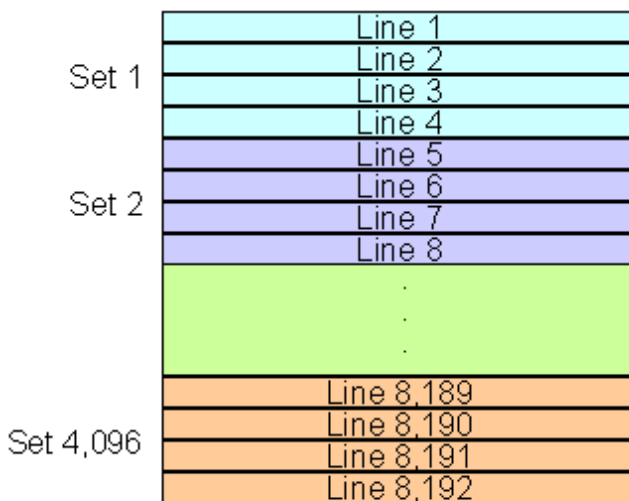 Line 1
Line 2
Set 1
Line 3
Line 4
Line 5
Line 6
Set 2
Line 7
Line 8
.
.
.
Line 8,189
Line 8,190
Set 4,096
Line 8,191
Line 8,192